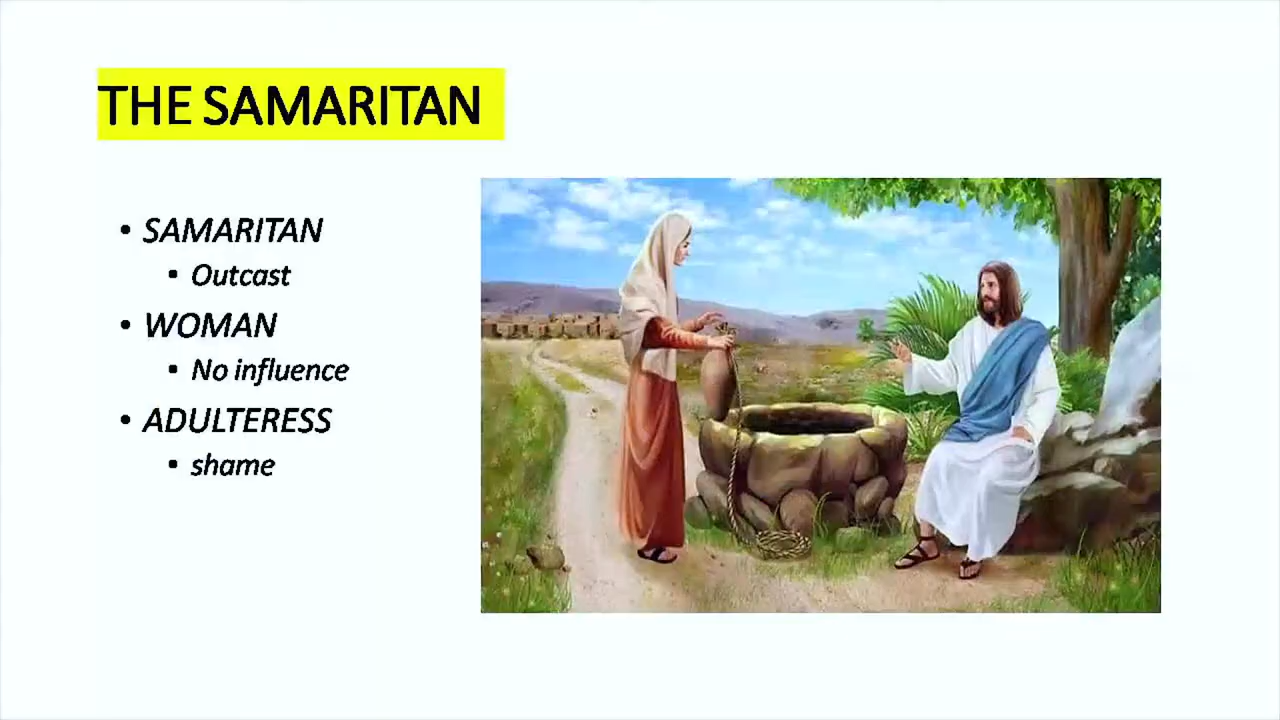 THE SAMARITAN
• SAMARITAN
• Outcast
• WOMAN
• No influence
• ADULTERESS
• shame